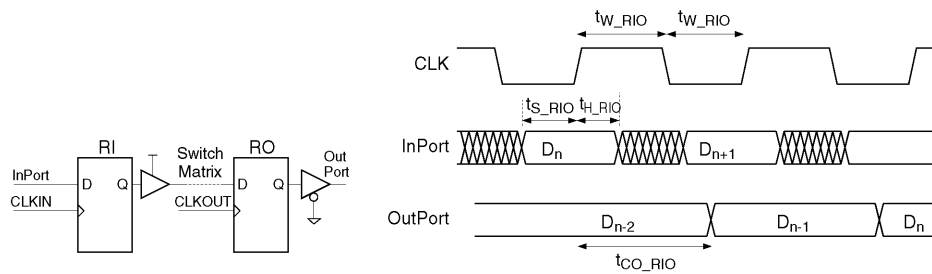 RI
RO
Switch
Matrix
Out
Port
InPort
D
Q
D
Q
CLKIN
CLKOUT
tW_RIO
tW_RIO
CLK
tS_RIO
tH_RIO
InPort
Dn
Dn+1
OutPort
Dn-2
Dn-1
Dn
tCO_RIO